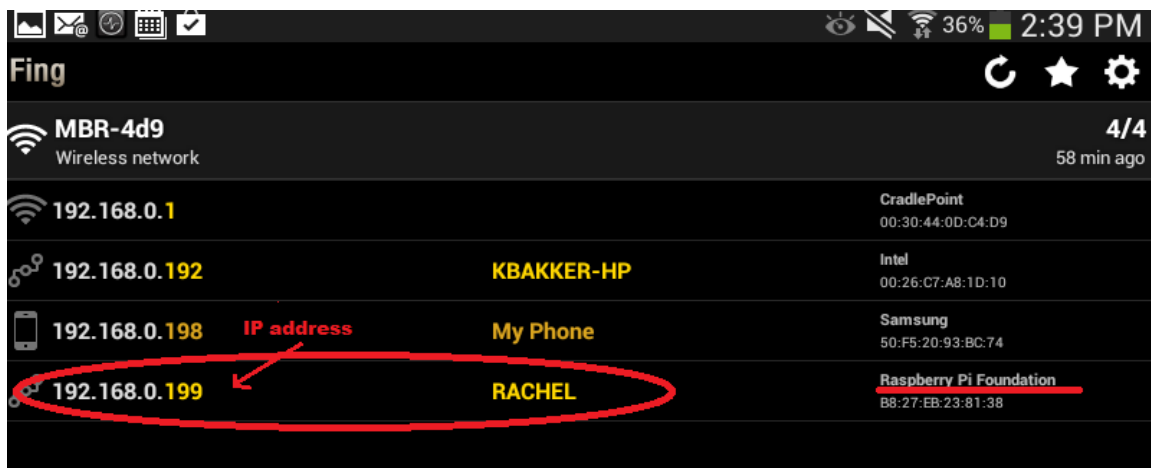 36% 2:39 PM
Fing
MBR-4d9 4/4
Wireless network 58 min ago
192.168.0.1 CradlePoint
00:30:44:0D:C4:D9
192.168.0.192 KBAKKER-HP Intel
00:26:C7:A8:1D:10
192.168.0.198 IP address My Phone Samsung
50:F5:20:93:BC:74
192.168.0.199 RACHEL Raspberry Pi Foundation
B8:27:EB:23:81:38